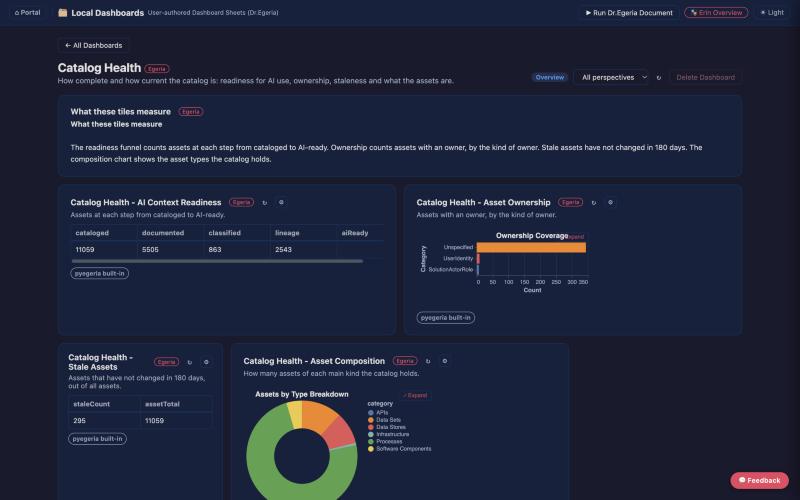 Portal
Local Dashboards User-authored Dashboard Sheets (Dr.Egeria)
Run Dr.Egeria Document
Erin Overview
Light
← All Dashboards
Catalog Health Egeria
How complete and how current the catalog is: readiness for AI use, ownership, staleness and what the assets are.
Overview
All perspectives
Delete Dashboard
What these tiles measure Egeria
What these tiles measure
The readiness funnel counts assets at each step from cataloged to AI-ready. Ownership counts assets with an owner, by the kind of owner. Stale assets have not changed in 180 days. The
composition chart shows the asset types the catalog holds.
Catalog Health - AI Context Readiness Egeria
Assets at each step from cataloged to AI-ready.
cataloged documented classified lineage aiReady
11059 5505 863 2543
pyegeria built-in
Catalog Health - Asset Ownership Egeria
Assets with an owner, by the kind of owner.
Ownership Coverage
Category
Unspecified
UserIdentity
SolutionActorRole
0 50 100 150 200 250 300 350
Count
pyegeria built-in
Catalog Health -
Stale Assets
Egeria
Assets that have not changed in 180 days,
out of all assets.
staleCount assetTotal
295 11059
pyegeria built-in
Catalog Health - Asset Composition Egeria
How many assets of each main kind the catalog holds.
Assets by Type Breakdown
Expand
category
APIs
Data Sets
Data Stores
Infrastructure
Processes
Software Components
Feedback